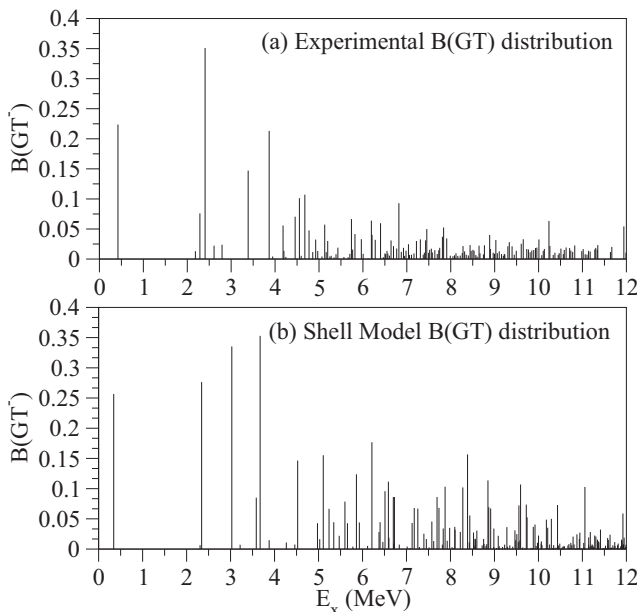 (a) Experimental B(GT) distribution
B(GT⁻)
0.4
0.35
0.3
0.25
0.2
0.15
0.1
0.05
0
0 1 2 3 4 5 6 7 8 9 10 11 12
(b) Shell Model B(GT) distribution
B(GT⁻)
0.4
0.35
0.3
0.25
0.2
0.15
0.1
0.05
0
0 1 2 3 4 5 6 7 8 9 10 11 12
Eₓ (MeV)